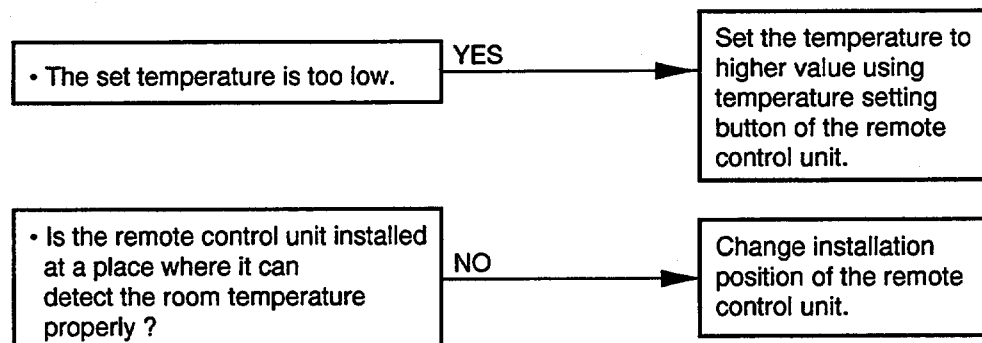 • The set temperature is too low.
YES
Set the temperature to
higher value using
temperature setting
button of the remote
control unit.
• Is the remote control unit installed
at a place where it can
detect the room temperature
properly ?
NO
Change installation
position of the remote
control unit.